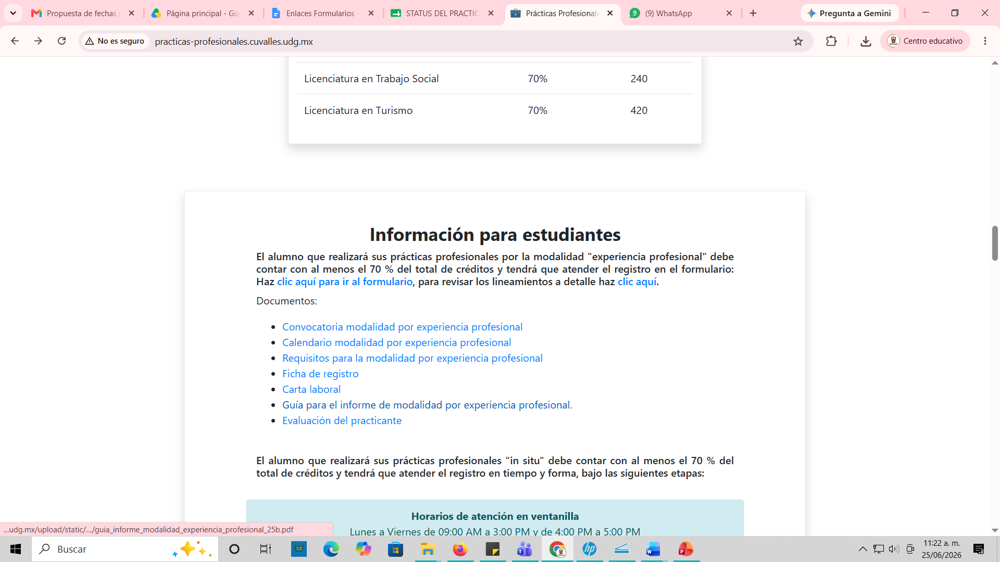 Propuesta de fechas p
Página principal - Goo
Enlaces Formularios -
STATUS DEL PRACTIC
Prácticas Profesionale
9
(9) WhatsApp
Pregunta a Gemini
No es seguro
practicas-profesionales.cuvalles.udg.mx
Centro educativo
Licenciatura en Trabajo Social 70% 240
Licenciatura en Turismo 70% 420
Información para estudiantes
El alumno que realizará sus prácticas profesionales por la modalidad "experiencia profesional" debe
contar con al menos el 70 % del total de créditos y tendrá que atender el registro en el formulario:
Haz clic aquí para ir al formulario, para revisar los lineamientos a detalle haz clic aquí.
Documentos:
Convocatoria modalidad por experiencia profesional
Calendario modalidad por experiencia profesional
Requisitos para la modalidad por experiencia profesional
Ficha de registro
Carta laboral
Guía para el informe de modalidad por experiencia profesional.
Evaluación del practicante
El alumno que realizará sus prácticas profesionales "in situ" debe contar con al menos el 70 % del
total de créditos y tendrá que atender el registro en tiempo y forma, bajo las siguientes etapas:
Horarios de atención en ventanilla
Lunes a Viernes de 09:00 AM a 3:00 PM y de 4:00 PM a 5:00 PM
...udg.mx/upload/static/.../guia_informe_modalidad_experiencia_profesional_25b.pdf
Buscar
11:22 a. m.
25/06/2026